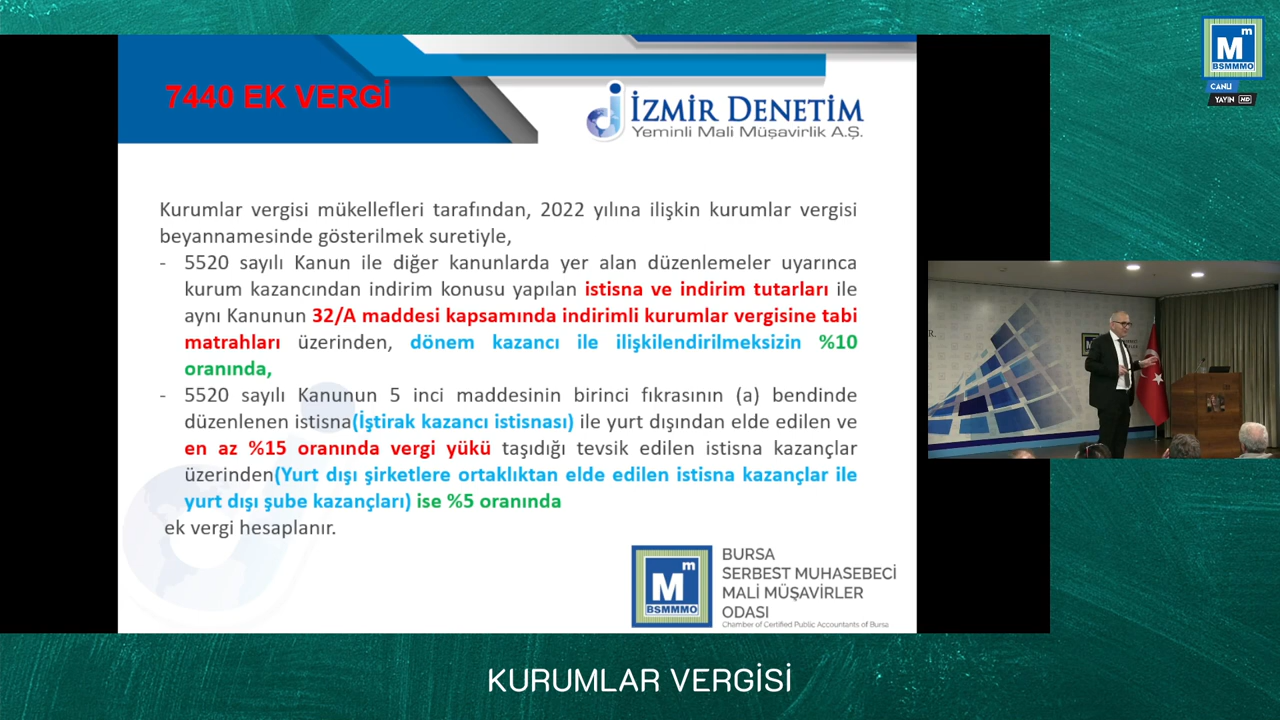 7440 EK VERGİ
İZMİR DENETİM
Yeminli Mali Müşavirlik A.Ş.
M m
BSMMMO
CANLI
YAYIN HD
Kurumlar vergisi mükellefleri tarafından, 2022 yılına ilişkin kurumlar vergisi
beyannamesinde gösterilmek suretiyle,
- 5520 sayılı Kanun ile diğer kanunlarda yer alan düzenlemeler uyarınca
kurum kazancından indirim konusu yapılan istisna ve indirim tutarları ile
aynı Kanunun 32/A maddesi kapsamında indirimli kurumlar vergisine tabi
matrahları üzerinden, dönem kazancı ile ilişkilendirilmeksizin %10
oranında,
- 5520 sayılı Kanunun 5 inci maddesinin birinci fıkrasının (a) bendinde
düzenlenen istisna(İştirak kazancı istisnası) ile yurt dışından elde edilen ve
en az %15 oranında vergi yükü taşıdığı tevsik edilen istisna kazançlar
üzerinden(Yurt dışı şirketlere ortaklıktan elde edilen istisna kazançlar ile
yurt dışı şube kazançları) ise %5 oranında
ek vergi hesaplanır.
M m
BSMMMO
BURSA
SERBEST MUHASEBECİ
MALİ MÜŞAVİRLER
ODASI
Chamber of Certified Public Accountants of Bursa
KURUMLAR VERGİSİ